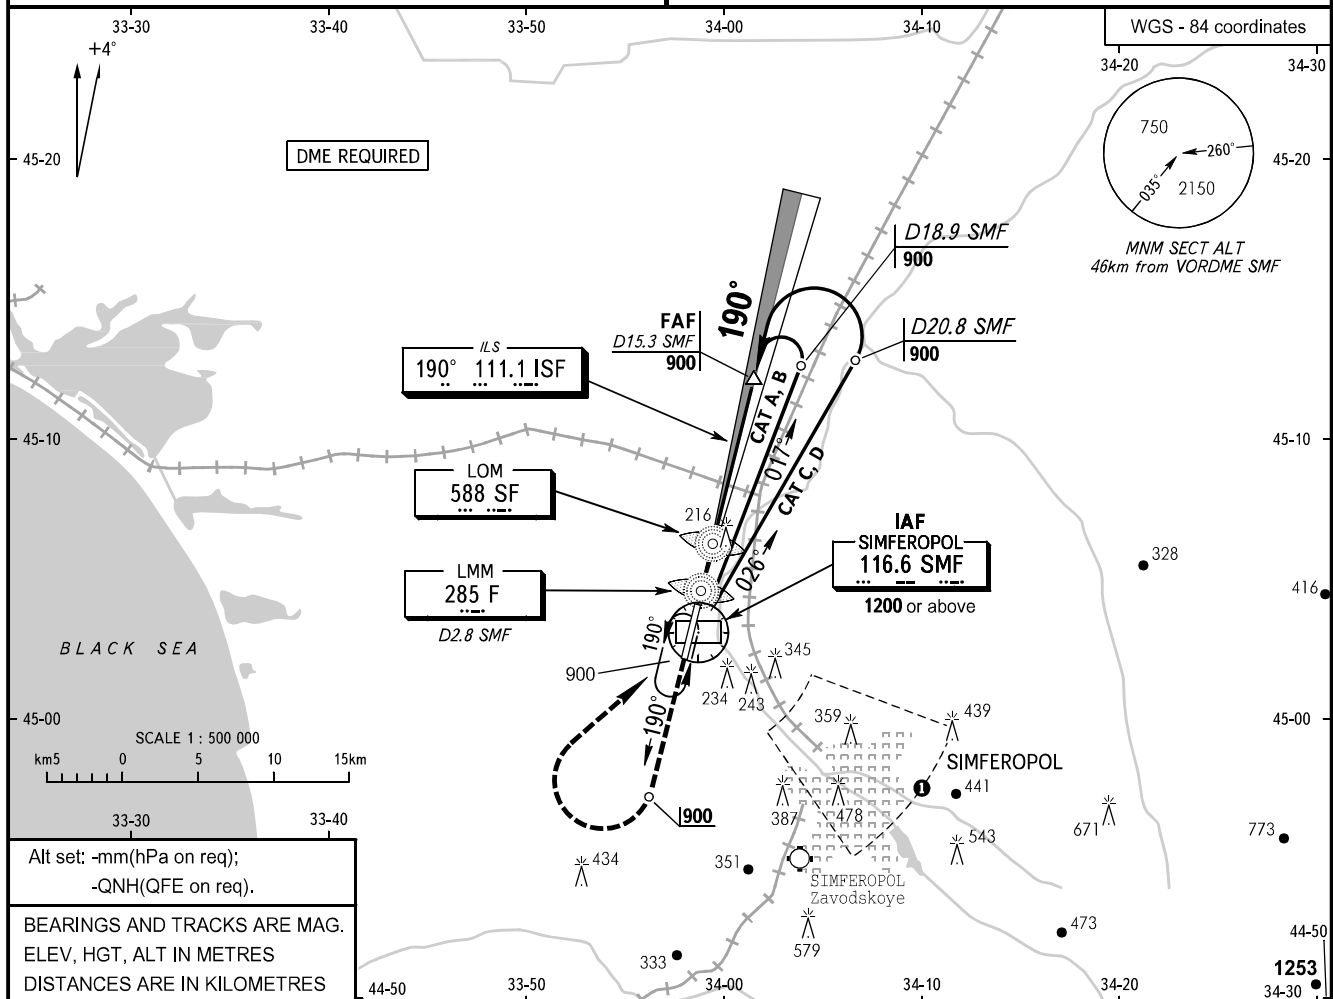 33-30
33-40
33-50
34-00
34-10
WGS - 84 coordinates
+4°
34-20
34-30
45-20
DME REQUIRED
750
260°
035°
2150
45-20
MNM SECT ALT
46km from VORDME SMF
D18.9 SMF
900
190°
FAF
D15.3 SMF
900
D20.8 SMF
900
ILS
190° 111.1 ISF
CAT A, B
017°
CAT C, D
026°
45-10
45-10
LOM
588 SF
216
IAF
SIMFEROPOL
116.6 SMF
1200 or above
328
416
LMM
285 F
D2.8 SMF
BLACK SEA
190°
900
190°
345
234
243
359
439
45-00
45-00
SCALE 1 : 500 000
km5 0 5 10 15km
SIMFEROPOL
1
441
900
387
478
671
773
33-30
33-40
543
Alt set: -mm(hPa on req);
-QNH(QFE on req).
434
351
SIMFEROPOL
Zavodskoye
BEARINGS AND TRACKS ARE MAG.
ELEV, HGT, ALT IN METRES
DISTANCES ARE IN KILOMETRES
579
473
44-50
333
1253
44-50
33-50
34-00
34-10
34-20
34-30